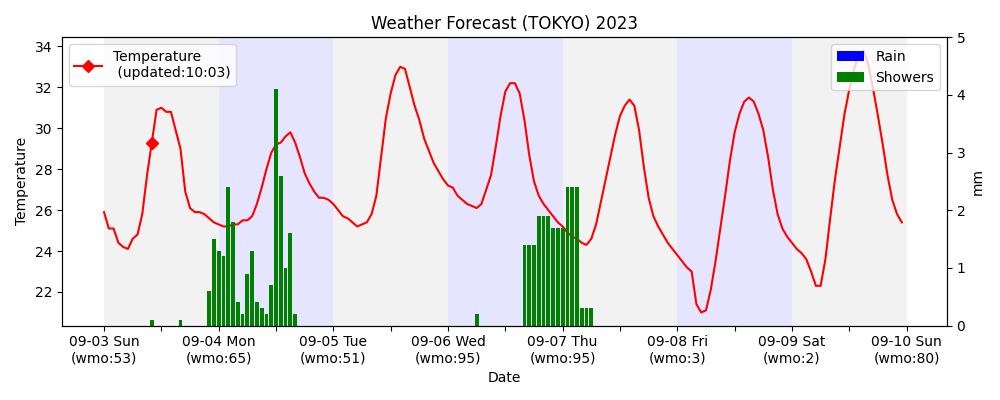 Weather Forecast (TOKYO) 2023
Temperature
(updated:10:03)
Rain
Showers
34
32
30
28
26
24
22
Temperature
5
4
3
2
1
0
mm
09-03 Sun
(wmo:53)
09-04 Mon
(wmo:65)
09-05 Tue
(wmo:51)
09-06 Wed
(wmo:95)
09-07 Thu
(wmo:95)
09-08 Fri
(wmo:3)
09-09 Sat
(wmo:2)
09-10 Sun
(wmo:80)
Date